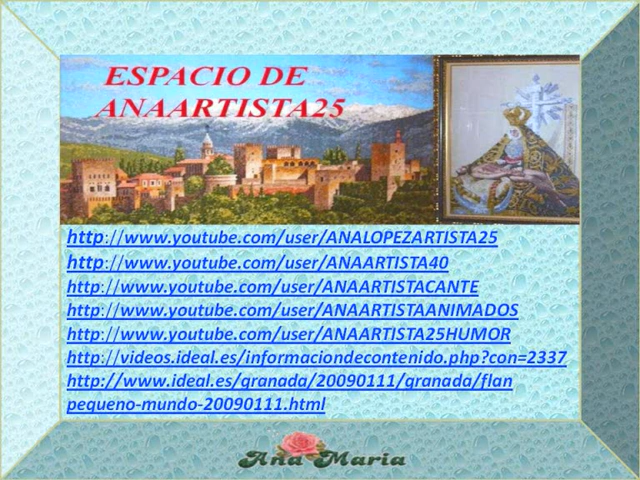 ESPACIO DE
ANAARTISTA25
http://www.youtube.com/user/ANALOPEZARTISTA25
http://www.youtube.com/user/ANAARTISTA40
http://www.youtube.com/user/ANAARTISTACANTE
http://www.youtube.com/user/ANAARTISTAANIMADOS
http://www.youtube.com/user/ANAARTISTA25HUMOR
http://videos.ideal.es/informaciondecontenido.php?con=2337
http://www.ideal.es/granada/20090111/granada/flan
pequeno-mundo-20090111.html
Ana Maria